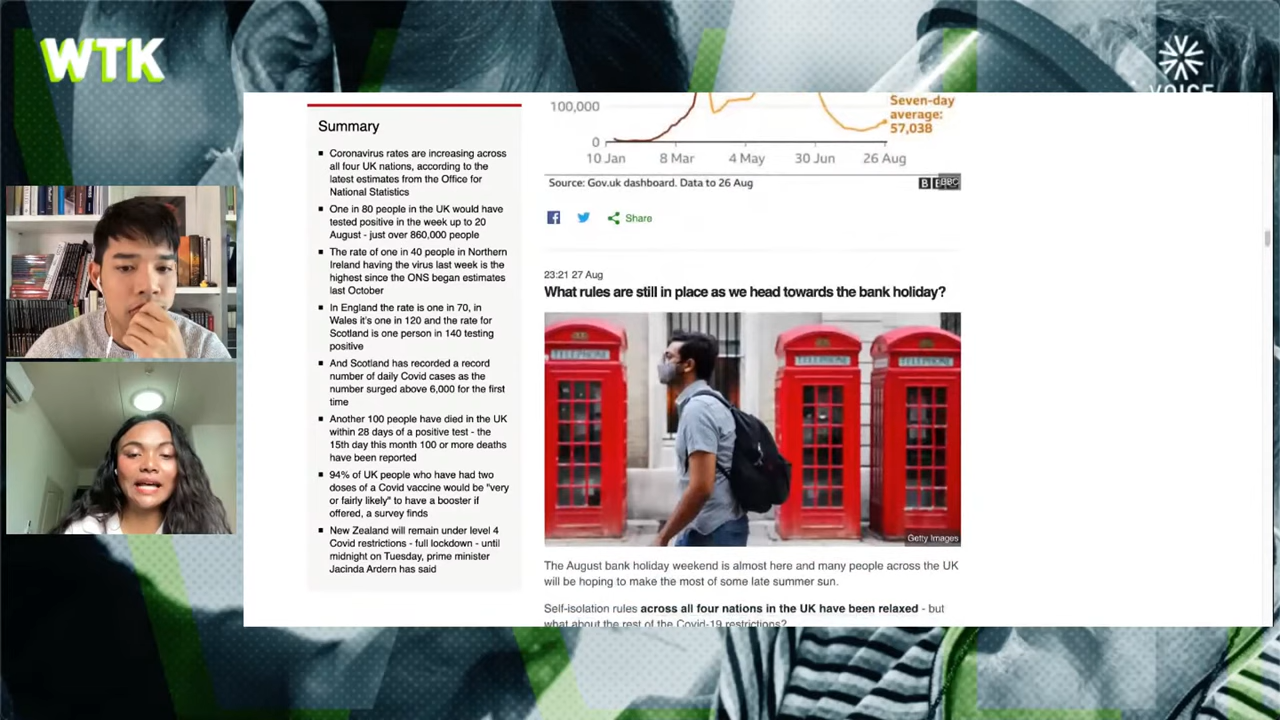 WTK
VOICE
Summary
Coronavirus rates are increasing across
all four UK nations, according to the
latest estimates from the Office for
National Statistics
One in 80 people in the UK would have
tested positive in the week up to 20
August - just over 860,000 people
The rate of one in 40 people in Northern
Ireland having the virus last week is the
highest since the ONS began estimates
last October
In England the rate is one in 70, in
Wales it's one in 120 and the rate for
Scotland is one person in 140 testing
positive
And Scotland has recorded a record
number of daily Covid cases as the
number surged above 6,000 for the first
time
Another 100 people have died in the UK
within 28 days of a positive test - the
15th day this month 100 or more deaths
have been reported
94% of UK people who have had two
doses of a Covid vaccine would be "very
or fairly likely" to have a booster if
offered, a survey finds
New Zealand will remain under level 4
Covid restrictions - full lockdown - until
midnight on Tuesday, prime minister
Jacinda Ardern has said
100,000
0
10 Jan 8 Mar 4 May 30 Jun 26 Aug
Seven-day
average:
57,038
Source: Gov.uk dashboard. Data to 26 Aug
BBC
Share
23:21 27 Aug
What rules are still in place as we head towards the bank holiday?
TELEPHONE
TELEPHONE
TELEPHONE
Getty Images
The August bank holiday weekend is almost here and many people across the UK
will be hoping to make the most of some late summer sun.
Self-isolation rules across all four nations in the UK have been relaxed - but
what about the rest of the Covid-19 restrictions?